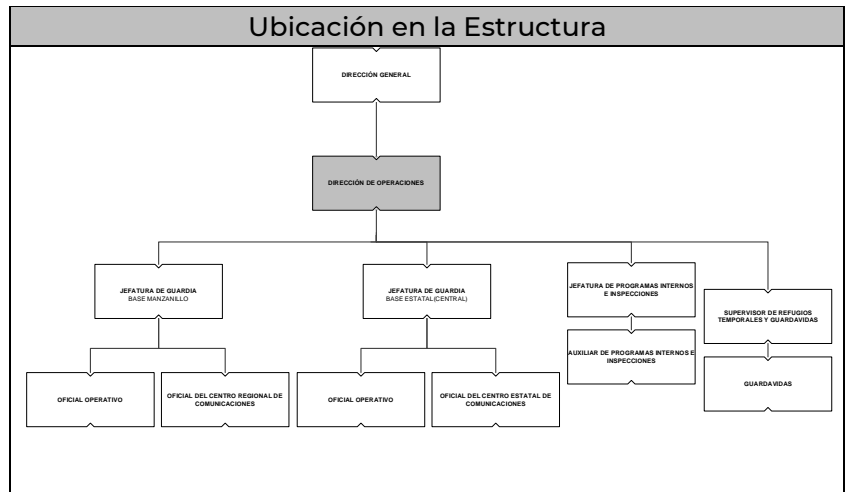 Ubicación en la Estructura
DIRECCIÓN GENERAL
DIRECCIÓN DE OPERACIONES
JEFATURA DE GUARDIA
BASE MANZANILLO
JEFATURA DE GUARDIA
BASE ESTATAL(CENTRAL)
JEFATURA DE PROGRAMAS INTERNOS
E INSPECCIONES
SUPERVISOR DE REFUGIOS
TEMPORALES Y GUARDAVIDAS
AUXILIAR DE PROGRAMAS INTERNOS E
INSPECCIONES
OFICIAL OPERATIVO
OFICIAL DEL CENTRO REGIONAL DE
COMUNICACIONES
OFICIAL OPERATIVO
OFICIAL DEL CENTRO ESTATAL DE
COMUNICACIONES
GUARDAVIDAS